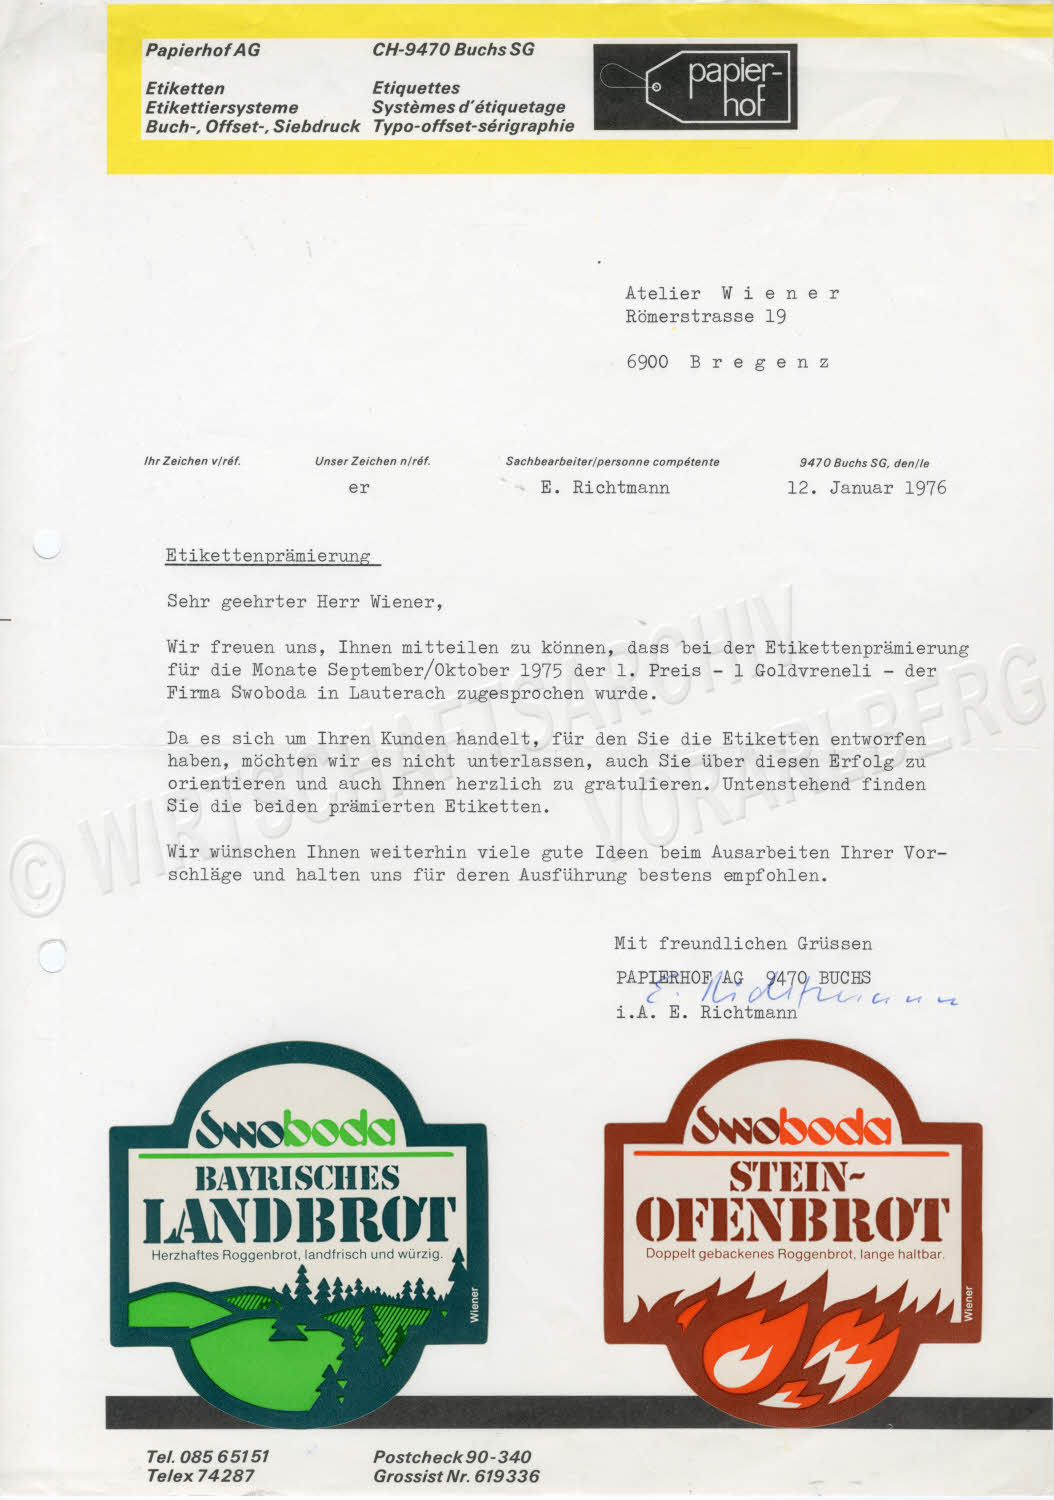 Papierhof AG
CH-9470 Buchs SG
Etiketten
Etikettiersysteme
Buch-, Offset-, Siebdruck
Etiquettes
Systèmes d'étiquetage
Typo-offset-sérigraphie
papier-
hof
Atelier W i e n e r
Römerstrasse 19
6900 B r e g e n z
Ihr Zeichen v/réf.
Unser Zeichen n/réf.
Sachbearbeiter/personne compétente
9470 Buchs SG, den/le
er
E. Richtmann
12. Januar 1976
Etikettenprämierung
Sehr geehrter Herr Wiener,
Wir freuen uns, Ihnen mitteilen zu können, dass bei der Etikettenprämierung
für die Monate September/Oktober 1975 der 1. Preis - 1 Goldvreneli - der
Firma Swoboda in Lauterach zugesprochen wurde.
Da es sich um Ihren Kunden handelt, für den Sie die Etiketten entworfen
haben, möchten wir es nicht unterlassen, auch Sie über diesen Erfolg zu
orientieren und auch Ihnen herzlich zu gratulieren. Untenstehend finden
Sie die beiden prämierten Etiketten.
Wir wünschen Ihnen weiterhin viele gute Ideen beim Ausarbeiten Ihrer Vor-
schläge und halten uns für deren Ausführung bestens empfohlen.
© WIRTSCHAFTSARCHIV
VORARLBERG
Mit freundlichen Grüssen
PAPIERHOF AG 9470 BUCHS
E. Richtmann
i.A. E. Richtmann
Swoboda
BAYRISCHES
LANDBROT
Herzhaftes Roggenbrot, landfrisch und würzig.
Wiener
Swoboda
STEIN-
OFENBROT
Doppelt gebackenes Roggenbrot, lange haltbar.
Wiener
Tel. 085 65151
Telex 74287
Postcheck 90-340
Grossist Nr. 619336